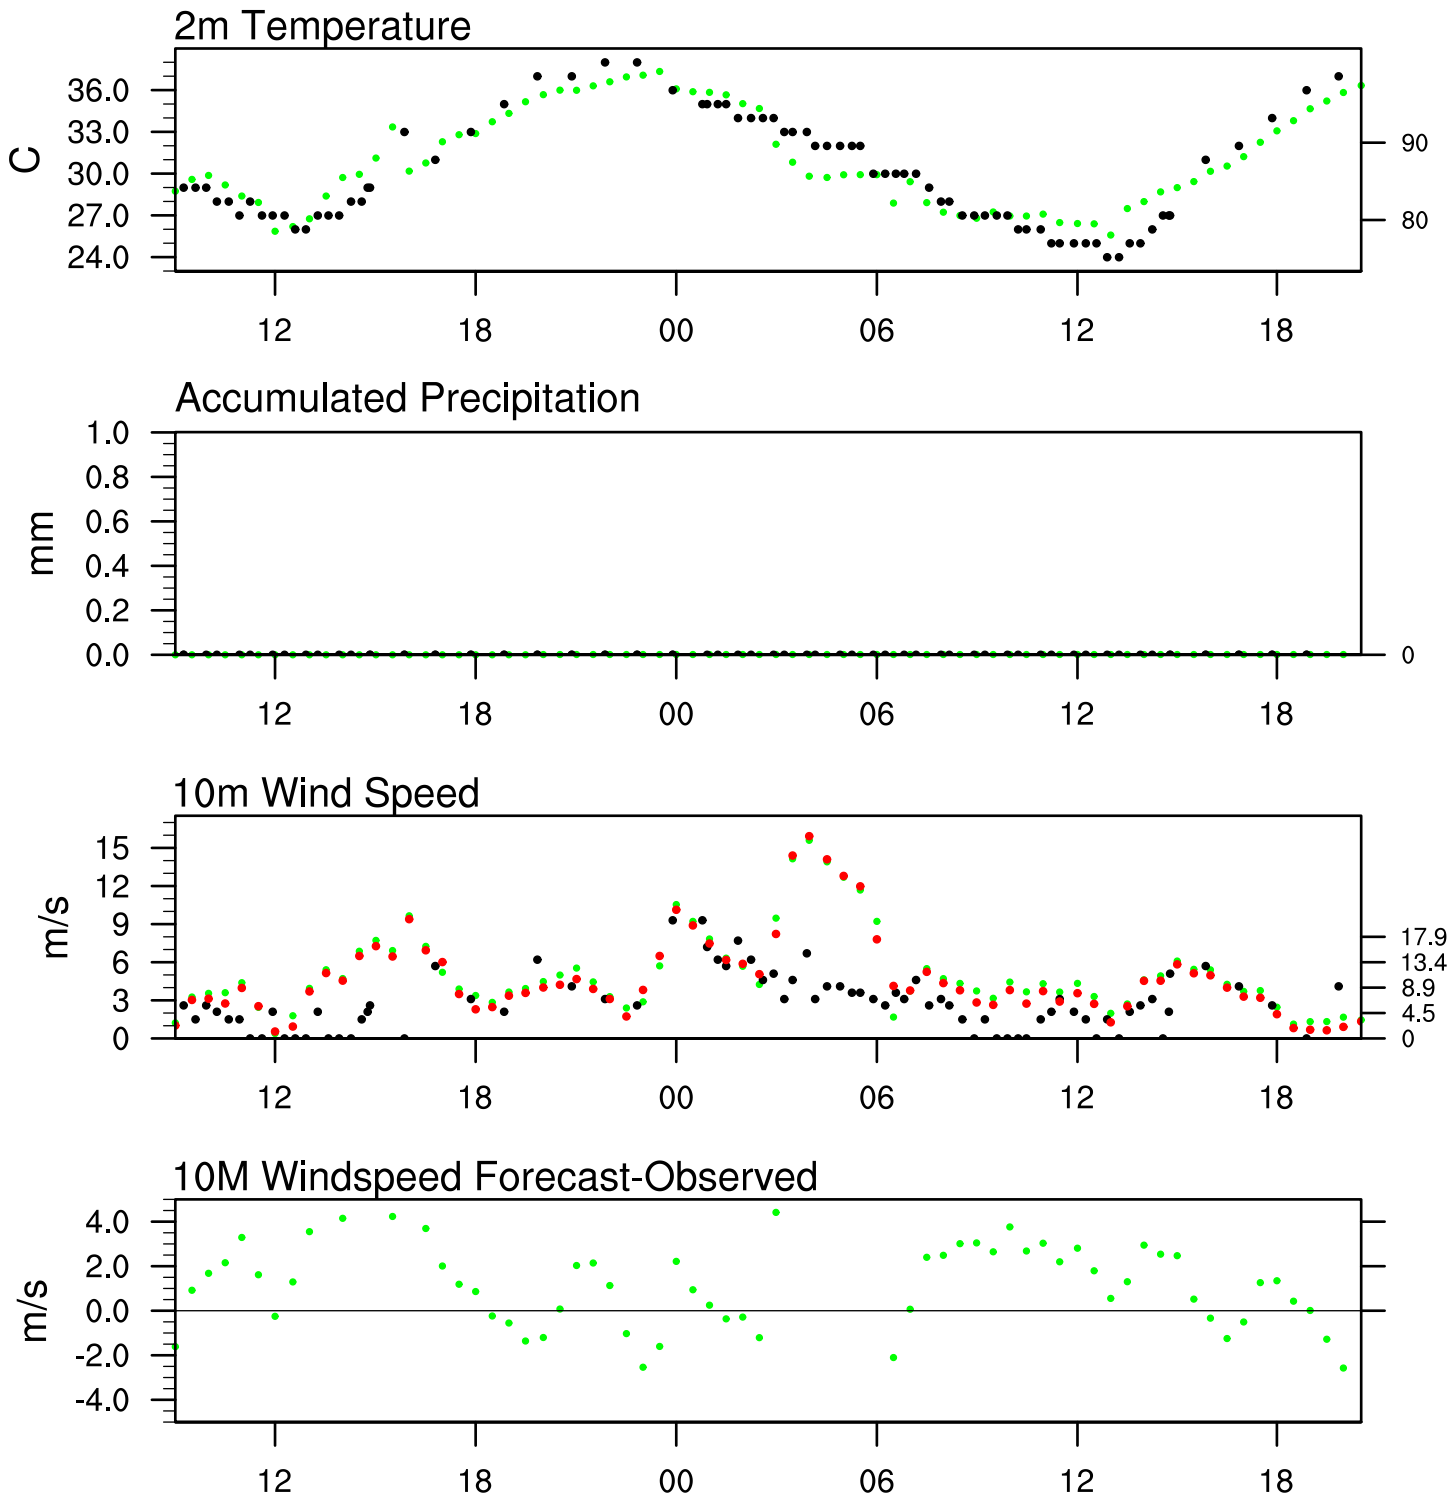 2m Temperature
36.0
33.0
30.0
27.0
24.0
C
90
80
12 18 00 06 12 18
Accumulated Precipitation
1.0
0.8
0.6
0.4
0.2
0.0
mm
0
12 18 00 06 12 18
10m Wind Speed
15
12
9
6
3
0
m/s
17.9
13.4
8.9
4.5
0
12 18 00 06 12 18
10M Windspeed Forecast-Observed
4.0
2.0
0.0
-2.0
-4.0
m/s
12 18 00 06 12 18